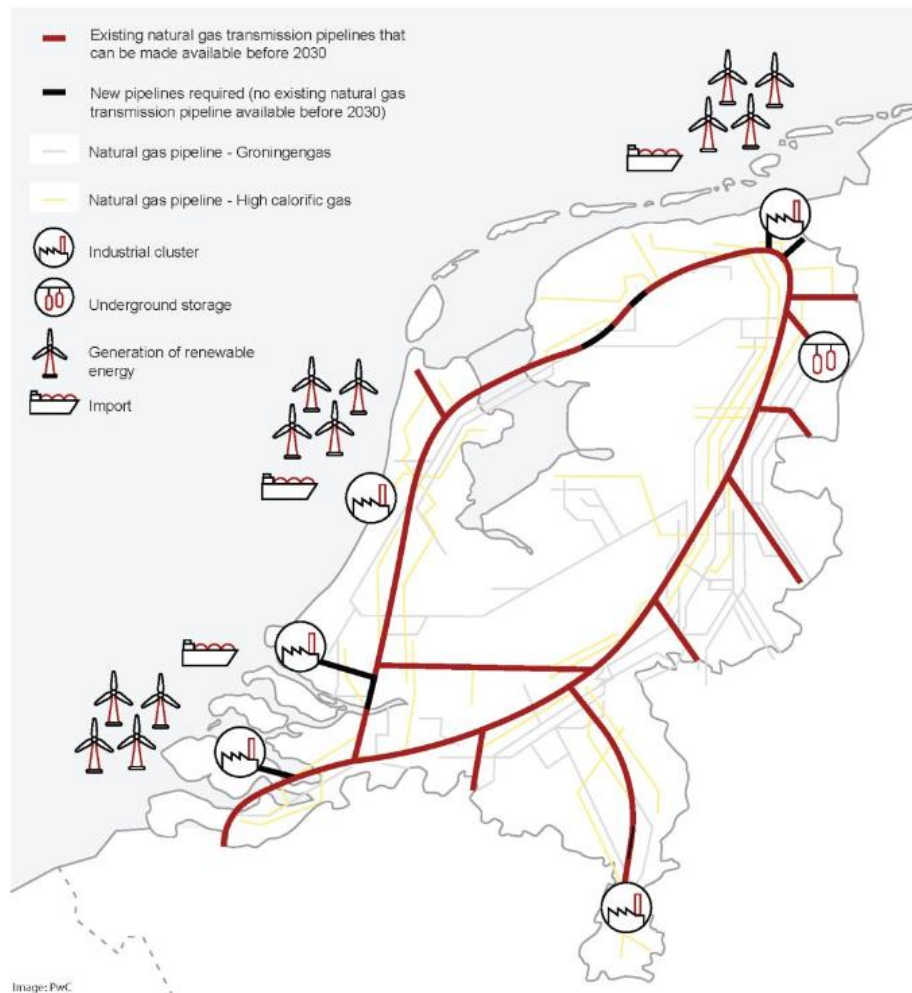 Existing natural gas transmission pipelines that
can be made available before 2030
New pipelines required (no existing natural gas
transmission pipeline available before 2030)
Natural gas pipeline - Groningengas
Natural gas pipeline - High calorific gas
Industrial cluster
Underground storage
Generation of renewable
energy
Import
Image: PwC